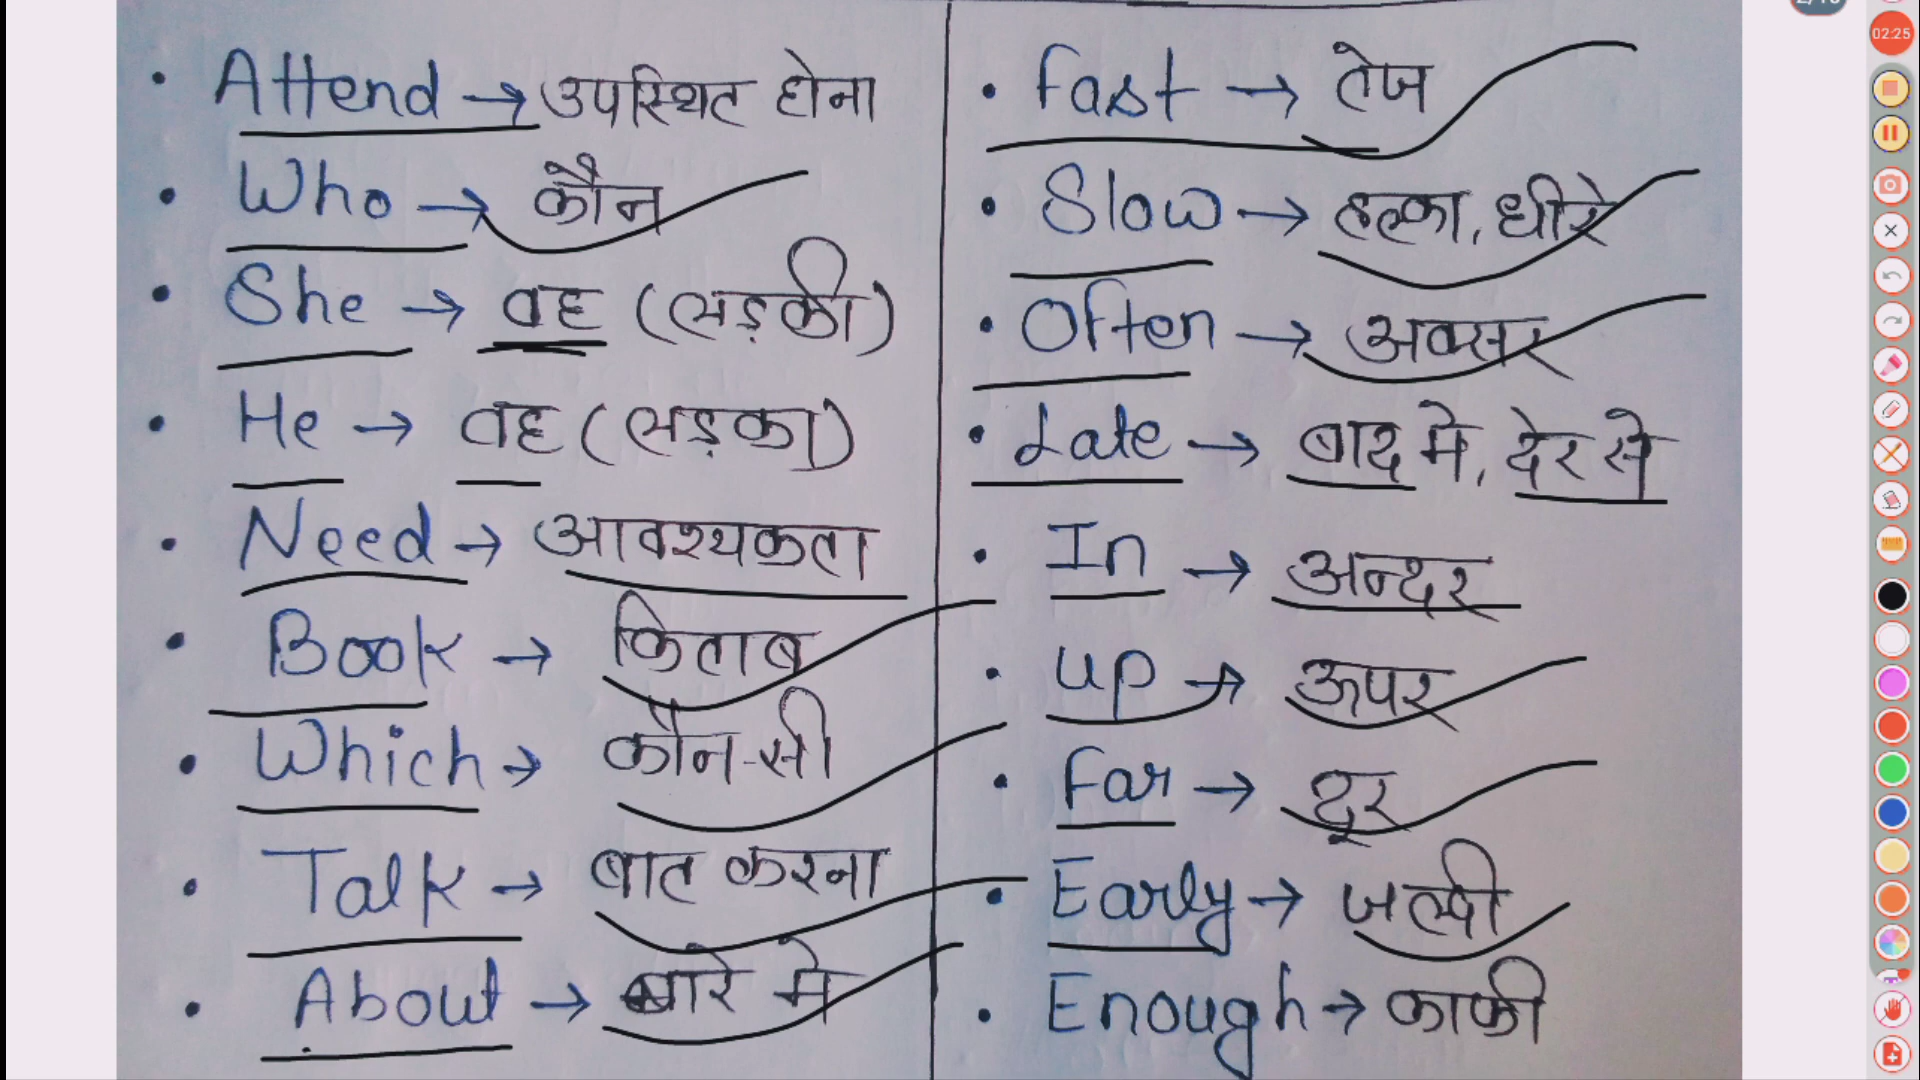 02:25
• Attend → उपस्थित होना
• Who → कौन
• She → वह (लड़की)
• He → वह (लड़का)
• Need → आवश्यकता
• Book → किताब
• Which → कौन-सी
• Talk → बात करना
• About → बारे मे
• Fast → तेज
• Slow → हल्का, धीरे
• Often → अक्सर
• Late → बाद मे, देर से
• In → अन्दर
• Up → ऊपर
• Far → दूर
• Early → जल्दी
• Enough → काफी